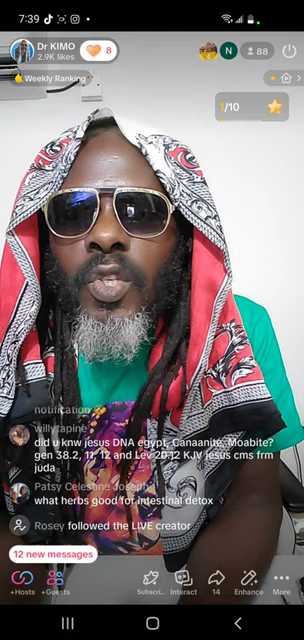 7:39
Dr KIMO
2.9K likes
8
N
88
Weekly Ranking
1/10
notification
willytapine
did u knw jesus DNA egypt, Canaanite, Moabite?
gen 38.2, 11, 12 and Lev 20.12 KJV jesus cms frm
juda
Patsy Celestine Joseph
what herbs good for intestinal detox
Rosey followed the LIVE creator
12 new messages
+Hosts
+Guests
Subscri...
Interact
14
Enhance
More